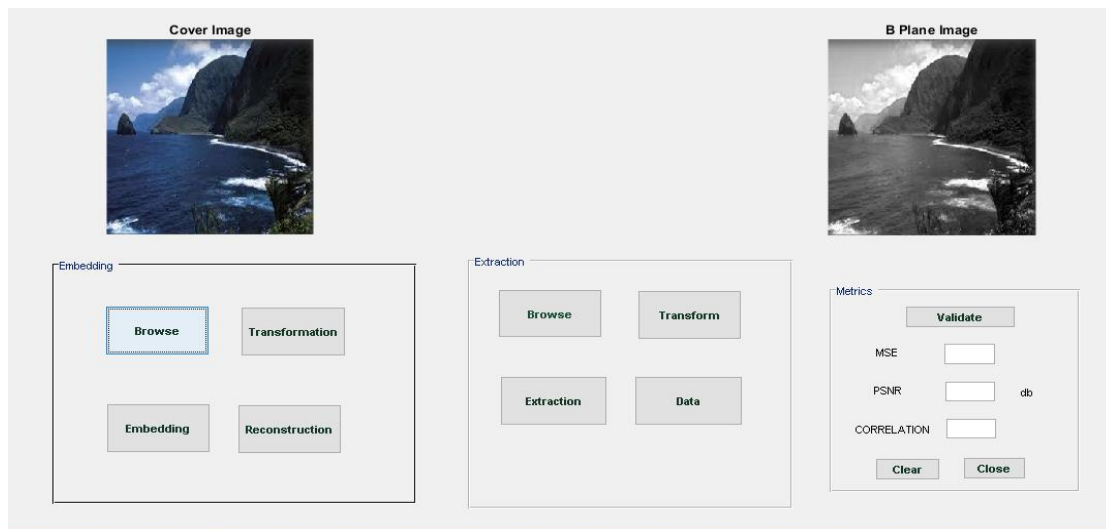 Cover Image
B Plane Image
Embedding
Browse
Transformation
Embedding
Reconstruction
Extraction
Browse
Transform
Extraction
Data
Metrics
Validate
MSE
PSNR
db
CORRELATION
Clear
Close